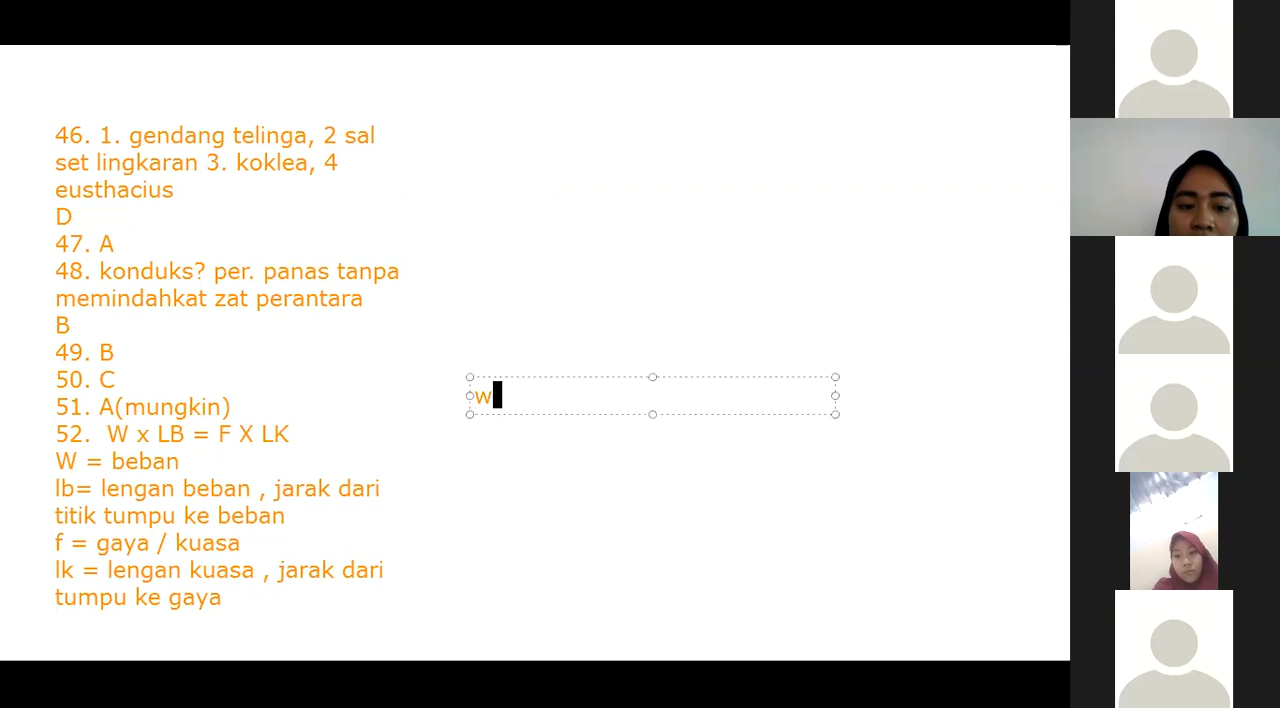 46. 1. gendang telinga, 2 sal
set lingkaran 3. koklea, 4
eusthacius
D
47. A
48. konduks? per. panas tanpa
memindahkat zat perantara
B
49. B
50. C
51. A(mungkin)
52. W x LB = F X LK
W = beban
lb= lengan beban , jarak dari
titik tumpu ke beban
f = gaya / kuasa
lk = lengan kuasa , jarak dari
tumpu ke gaya
w